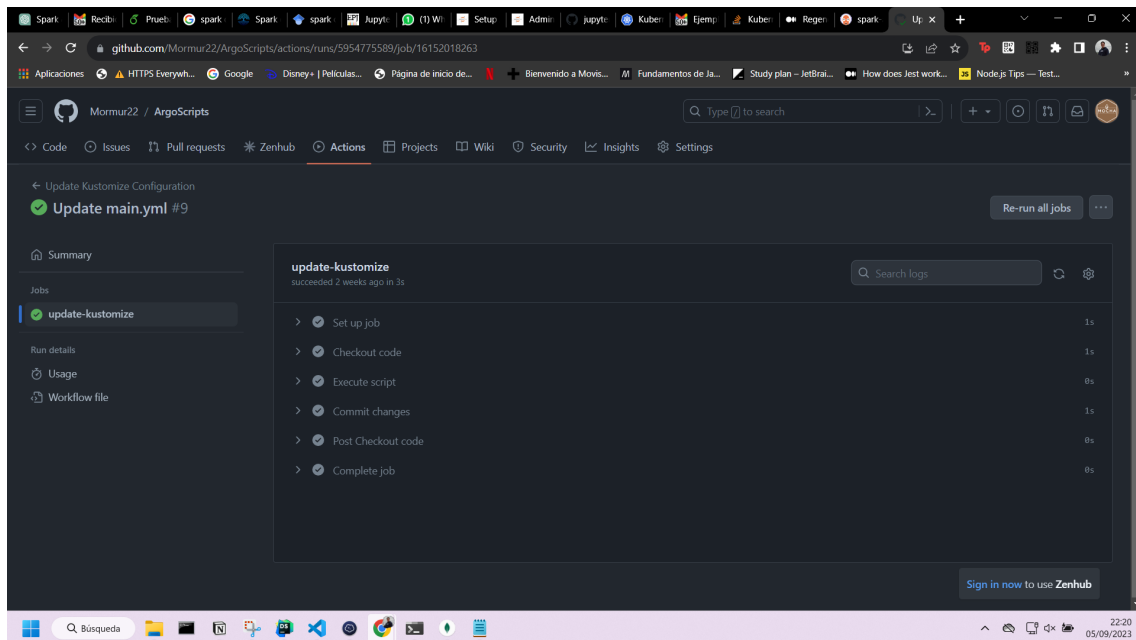 Spark
Recibi
Prueb
spark
Spark
spark
Jupyte
(1) Wh
Setup
Admin
jupyte
Kuber
Ejemp
Kuber
Regen
spark
Up
github.com/Mormur22/ArgoScripts/actions/runs/5954775589/job/16152018263
Aplicaciones
HTTPS Everywh...
Google
Disney+ | Películas...
Página de inicio de...
Bienvenido a Movis...
Fundamentos de Ja...
Study plan – JetBrai...
How does Jest work...
Node.js Tips — Test...
»
Mormur22 / ArgoScripts
Type / to search
Code
Issues
Pull requests
Zenhub
Actions
Projects
Wiki
Security
Insights
Settings
Update Kustomize Configuration
Update main.yml #9
Re-run all jobs
Summary
Jobs
update-kustomize
Run details
Usage
Workflow file
update-kustomize
succeeded 2 weeks ago in 3s
Search logs
Set up job 1s
Checkout code 1s
Execute script 0s
Commit changes 1s
Post Checkout code 0s
Complete job 0s
Sign in now to use Zenhub
Búsqueda
22:20
05/09/2023